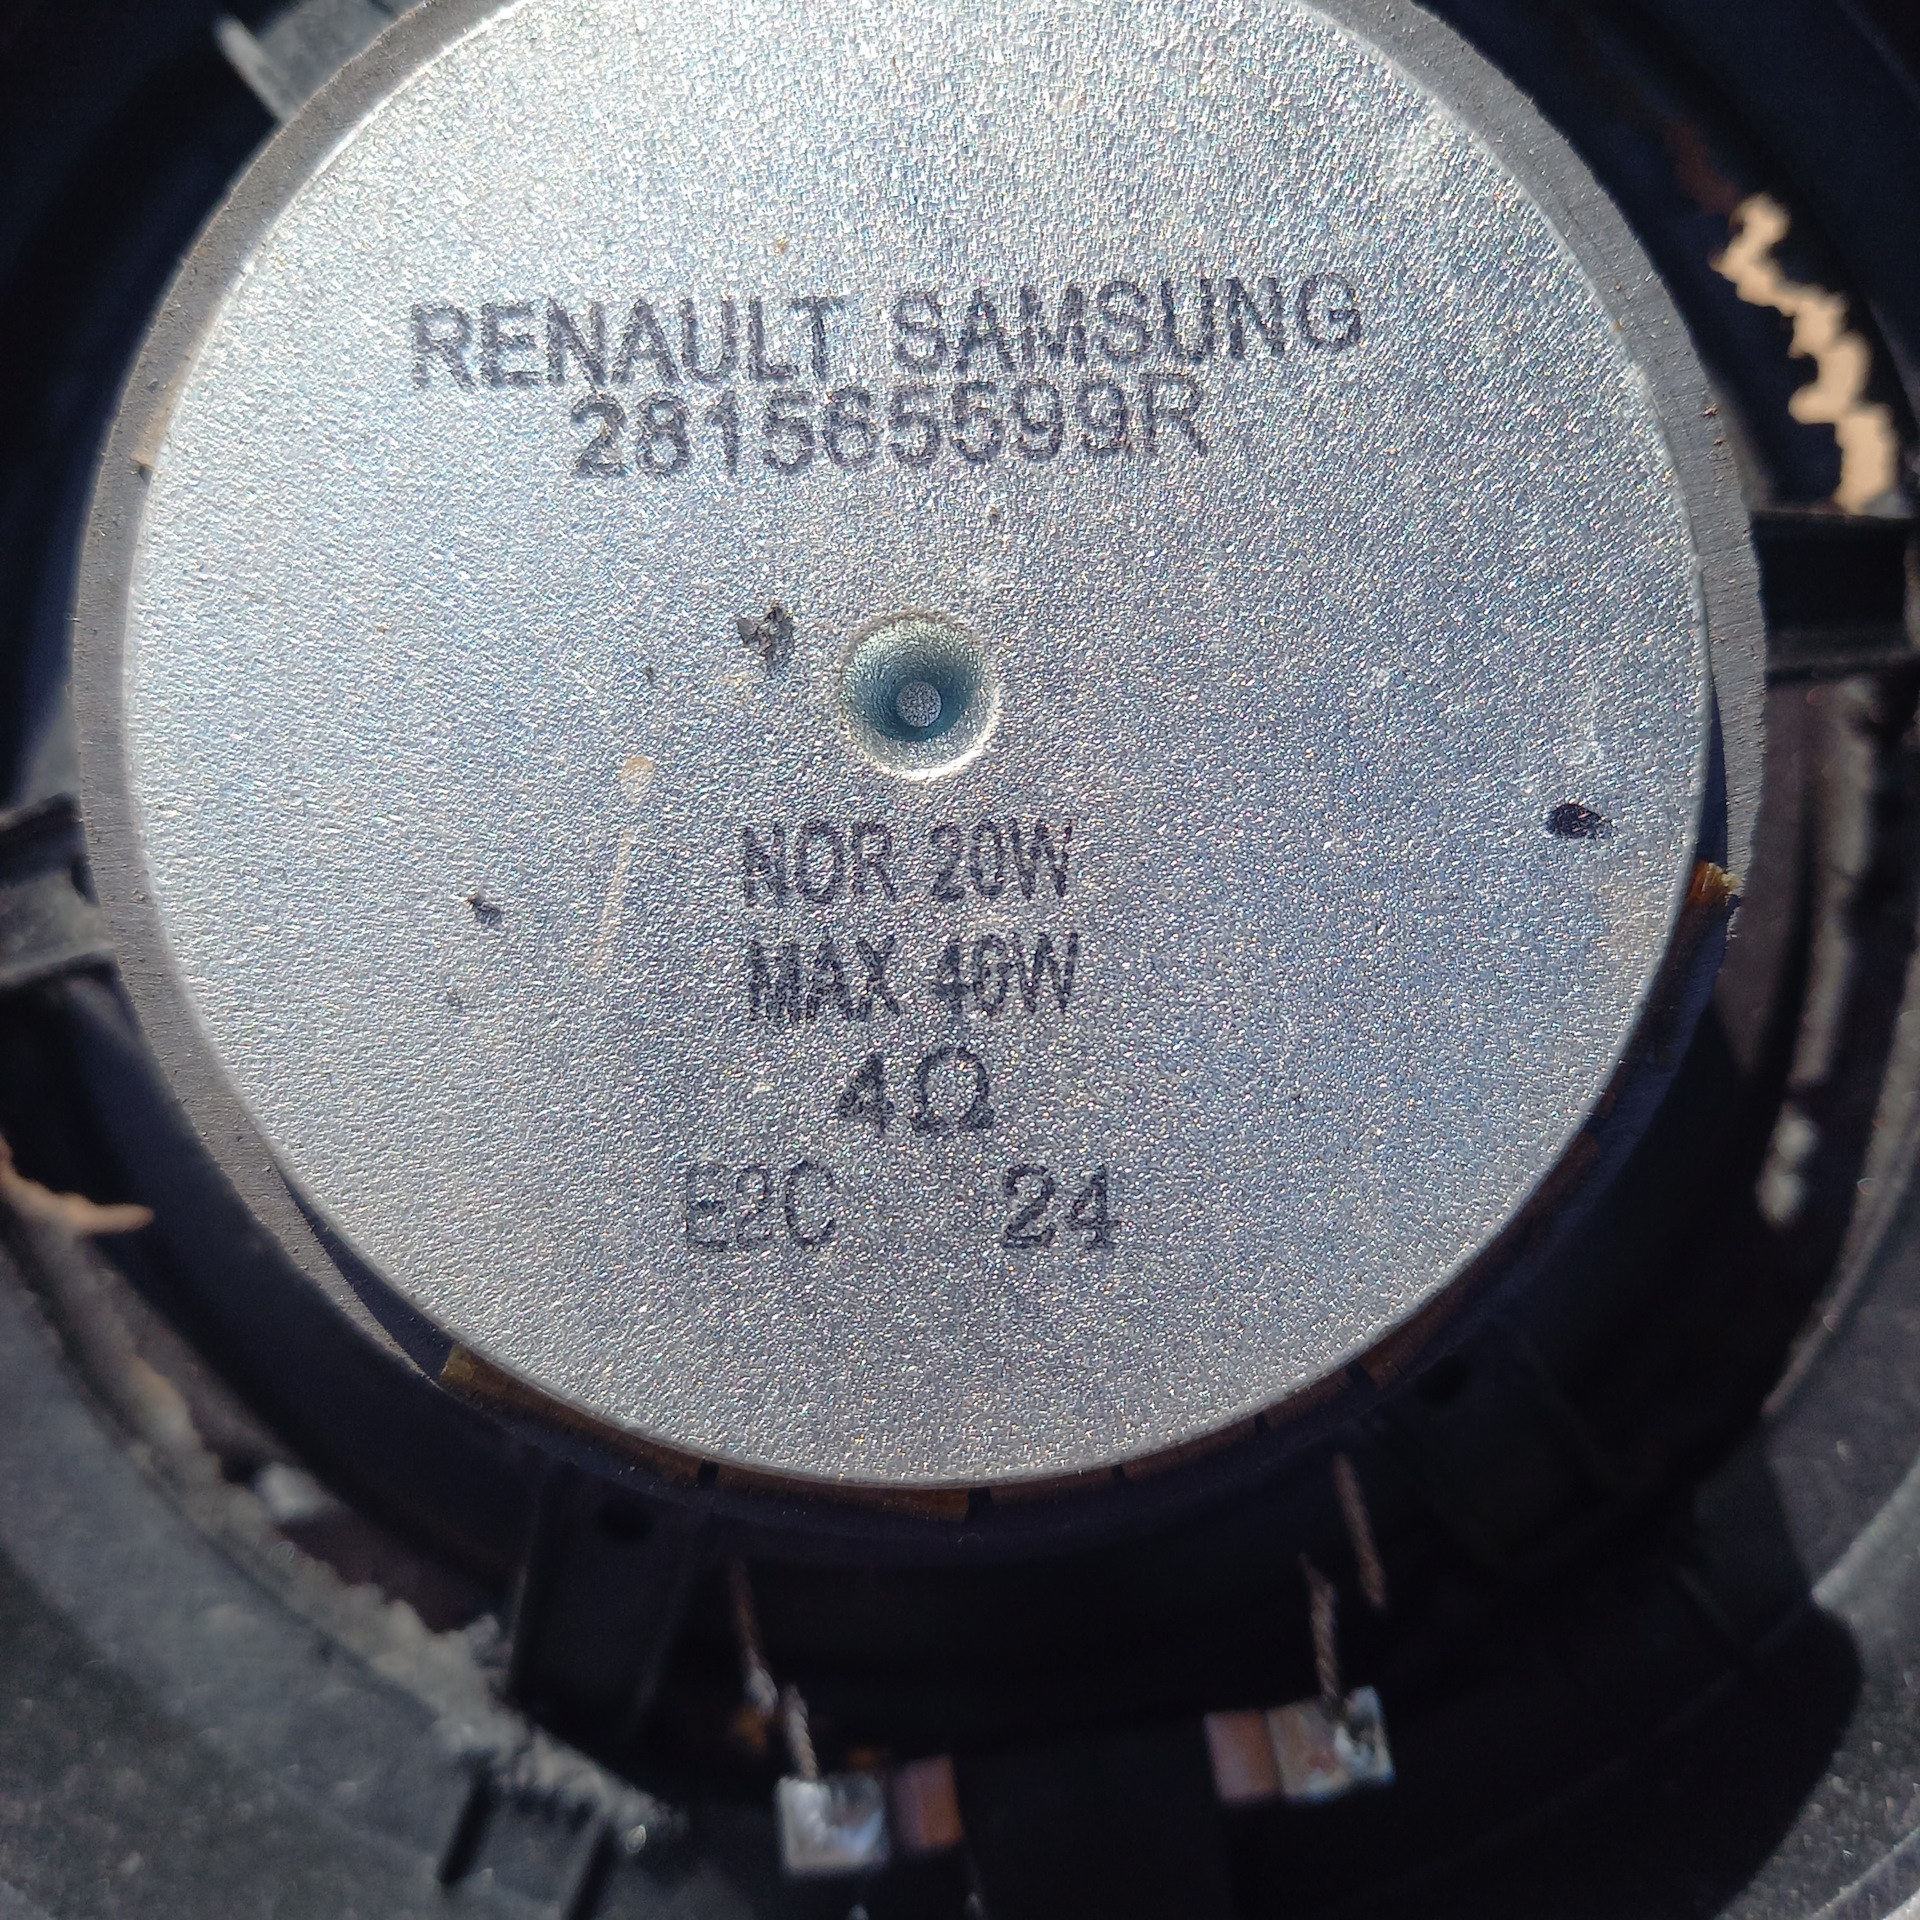 RENAULT SAMSUNG
281565599R
NOR 20W
MAX 40W
4Ω
E2C 24